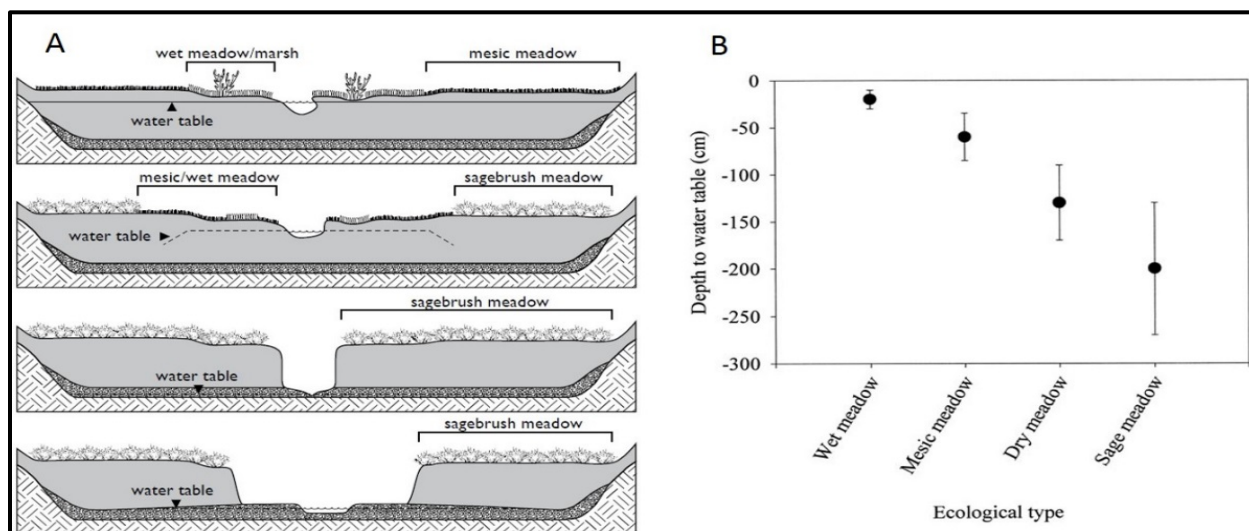 A
wet meadow/marsh
mesic meadow
water table
mesic/wet meadow
sagebrush meadow
water table
sagebrush meadow
water table
sagebrush meadow
water table
B
0
-50
-100
-150
-200
-250
-300
Depth to water table (cm)
Wet meadow
Mesic meadow
Dry meadow
Sage meadow
Ecological type